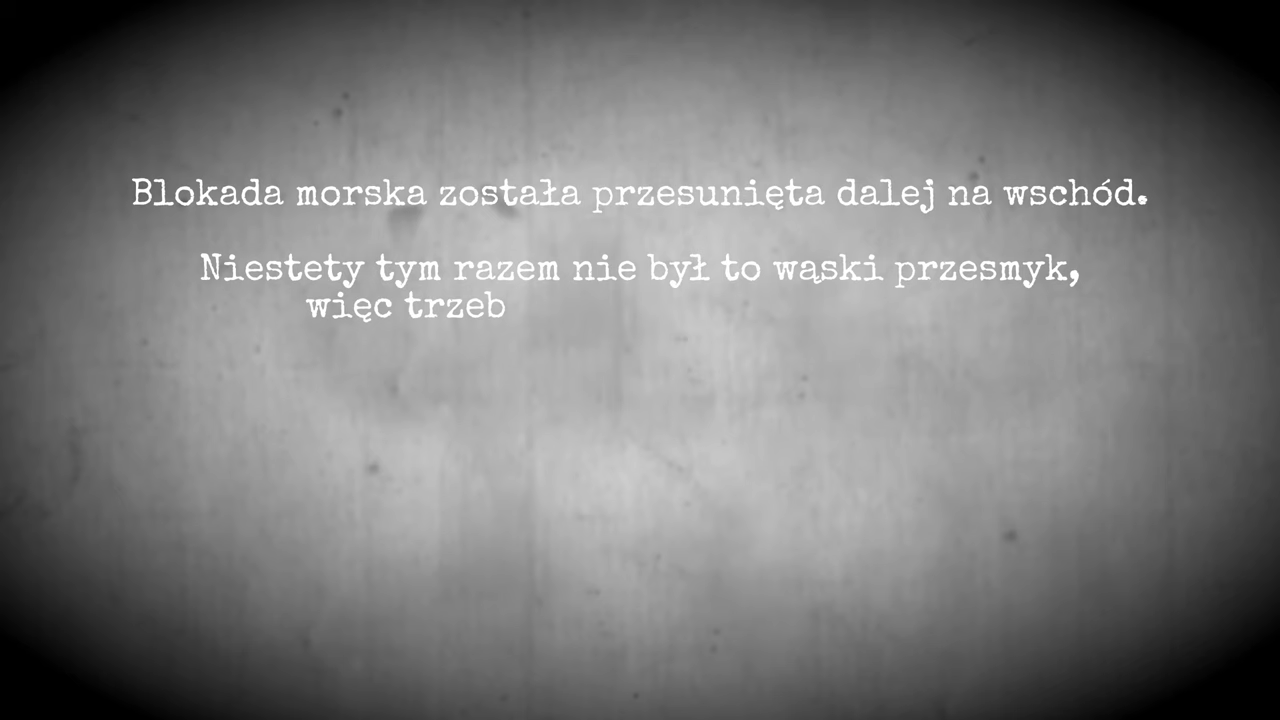 Blokada morska została przesunięta dalej na wschód.
Niestety tym razem nie był to wąski przesmyk,
więc trzeb